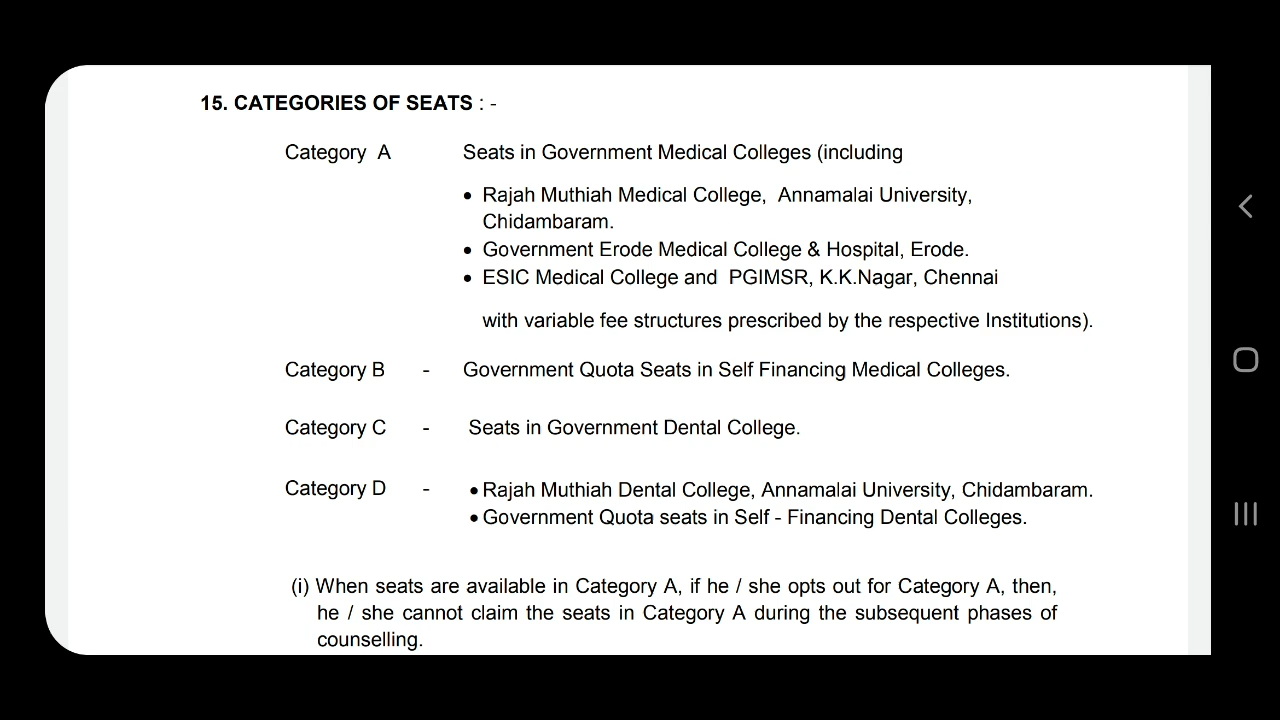 15. CATEGORIES OF SEATS : -
Category A Seats in Government Medical Colleges (including
• Rajah Muthiah Medical College, Annamalai University,
Chidambaram.
• Government Erode Medical College & Hospital, Erode.
• ESIC Medical College and PGIMSR, K.K.Nagar, Chennai
with variable fee structures prescribed by the respective Institutions).
Category B - Government Quota Seats in Self Financing Medical Colleges.
Category C - Seats in Government Dental College.
Category D - • Rajah Muthiah Dental College, Annamalai University, Chidambaram.
• Government Quota seats in Self - Financing Dental Colleges.
(i) When seats are available in Category A, if he / she opts out for Category A, then,
he / she cannot claim the seats in Category A during the subsequent phases of
counselling.